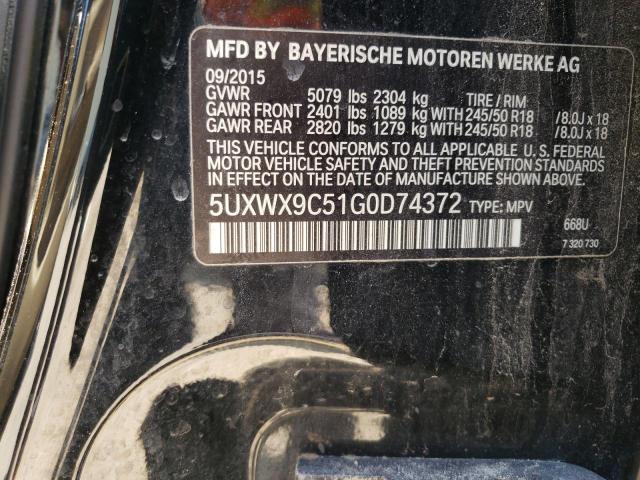 MFD BY BAYERISCHE MOTOREN WERKE AG
09/2015
GVWR 5079 lbs 2304 kg TIRE / RIM
GAWR FRONT 2401 lbs 1089 kg WITH 245/50 R18 /8.0J x 18
GAWR REAR 2820 lbs 1279 kg WITH 245/50 R18 /8.0J x 18
THIS VEHICLE CONFORMS TO ALL APPLICABLE U. S. FEDERAL
MOTOR VEHICLE SAFETY AND THEFT PREVENTION STANDARDS
IN EFFECT ON THE DATE OF MANUFACTURE SHOWN ABOVE.
5UXWX9C51G0D74372 TYPE: MPV
668U
7 320 730